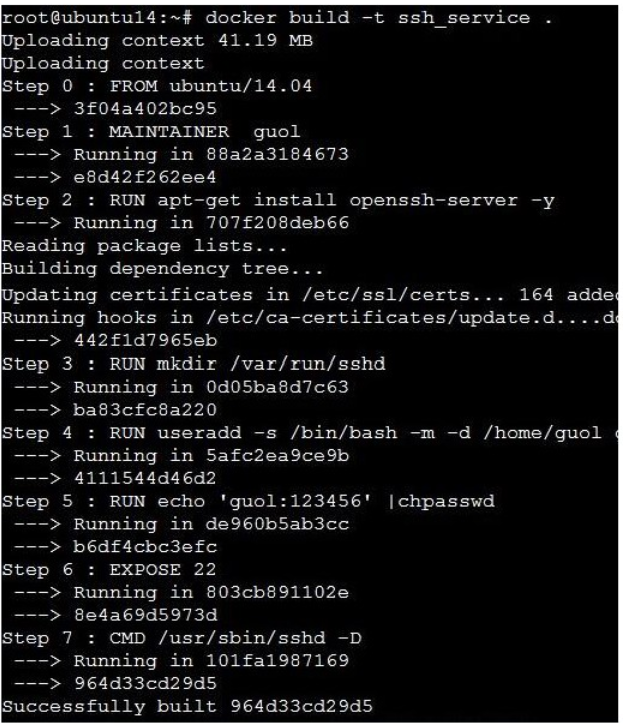 root@ubuntu14:~# docker build -t ssh_service .
Uploading context 41.19 MB
Uploading context
Step 0 : FROM ubuntu/14.04
 ---> 3f04a402bc95
Step 1 : MAINTAINER  guol
 ---> Running in 88a2a3184673
 ---> e8d42f262ee4
Step 2 : RUN apt-get install openssh-server -y
 ---> Running in 707f208deb66
Reading package lists...
Building dependency tree...
Updating certificates in /etc/ssl/certs... 164 added
Running hooks in /etc/ca-certificates/update.d....do
 ---> 442f1d7965eb
Step 3 : RUN mkdir /var/run/sshd
 ---> Running in 0d05ba8d7c63
 ---> ba83cfc8a220
Step 4 : RUN useradd -s /bin/bash -m -d /home/guol
 ---> Running in 5afc2ea9ce9b
 ---> 4111544d46d2
Step 5 : RUN echo 'guol:123456' |chpasswd
 ---> Running in de960b5ab3cc
 ---> b6df4cbc3efc
Step 6 : EXPOSE 22
 ---> Running in 803cb891102e
 ---> 8e4a69d5973d
Step 7 : CMD /usr/sbin/sshd -D
 ---> Running in 101fa1987169
 ---> 964d33cd29d5
Successfully built 964d33cd29d5